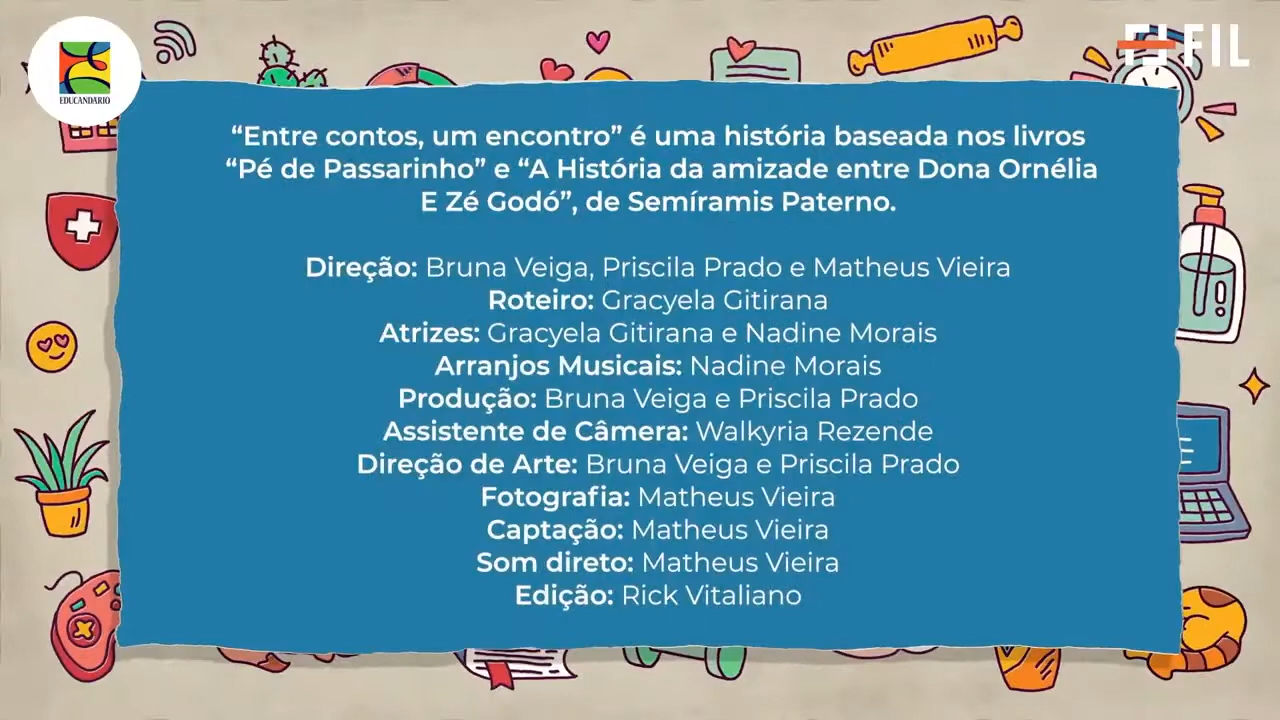 EDUCANDARIO
FIL
“Entre contos, um encontro” é uma história baseada nos livros
“Pé de Passarinho” e “A História da amizade entre Dona Ornélia
E Zé Godó”, de Semíramis Paterno.
Direção: Bruna Veiga, Priscila Prado e Matheus Vieira
Roteiro: Gracyela Gitirana
Atrizes: Gracyela Gitirana e Nadine Morais
Arranjos Musicais: Nadine Morais
Produção: Bruna Veiga e Priscila Prado
Assistente de Câmera: Walkyria Rezende
Direção de Arte: Bruna Veiga e Priscila Prado
Fotografia: Matheus Vieira
Captação: Matheus Vieira
Som direto: Matheus Vieira
Edição: Rick Vitaliano